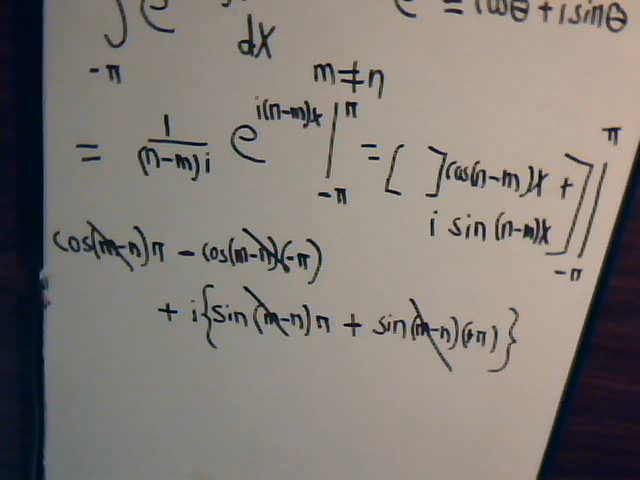 ∫e dx e = cosθ + i sinθ
-π
m≠n
= 1/((n-m)i) e^{i(n-m)x} |_{-π}^{π} = [ ] cos(n-m)x +
i sin(n-m)x ] |_{-π}^{π}
cos(m-n)π - cos(m-n)(-π)
+ i{sin(m-n)π + sin(m-n)(+π)}